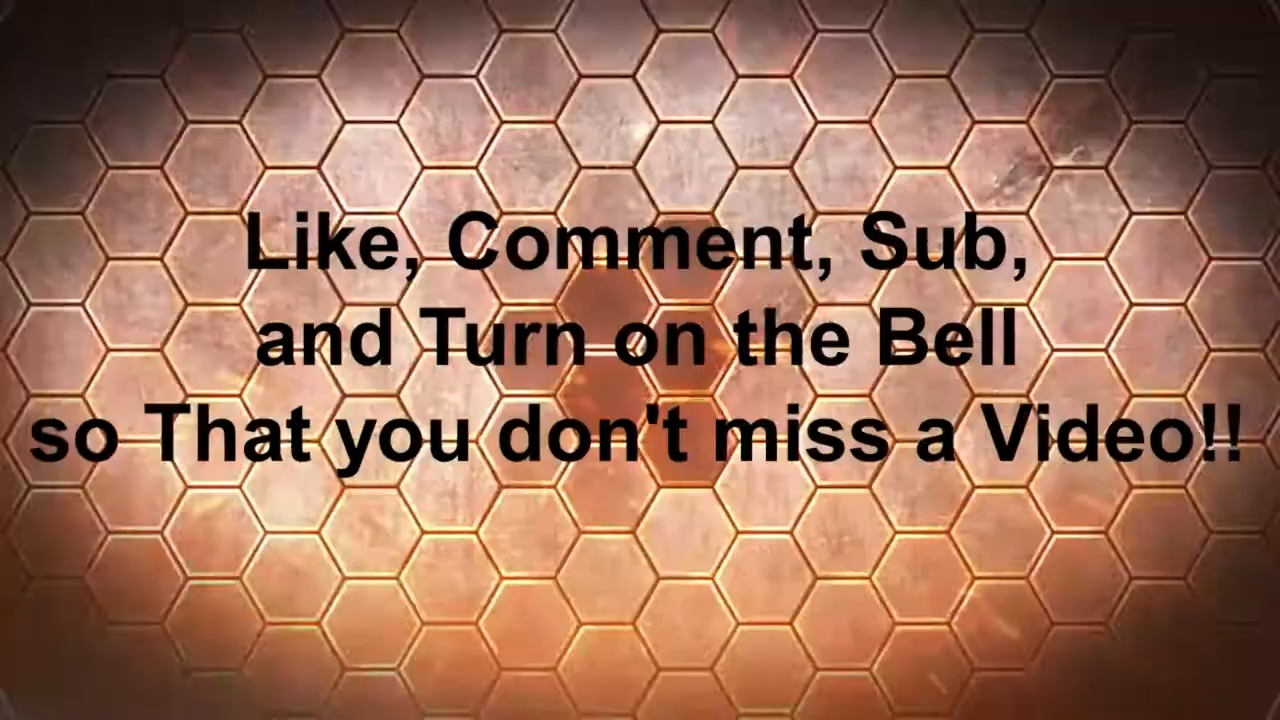 Like, Comment, Sub,
and Turn on the Bell
so That you don't miss a Video!!